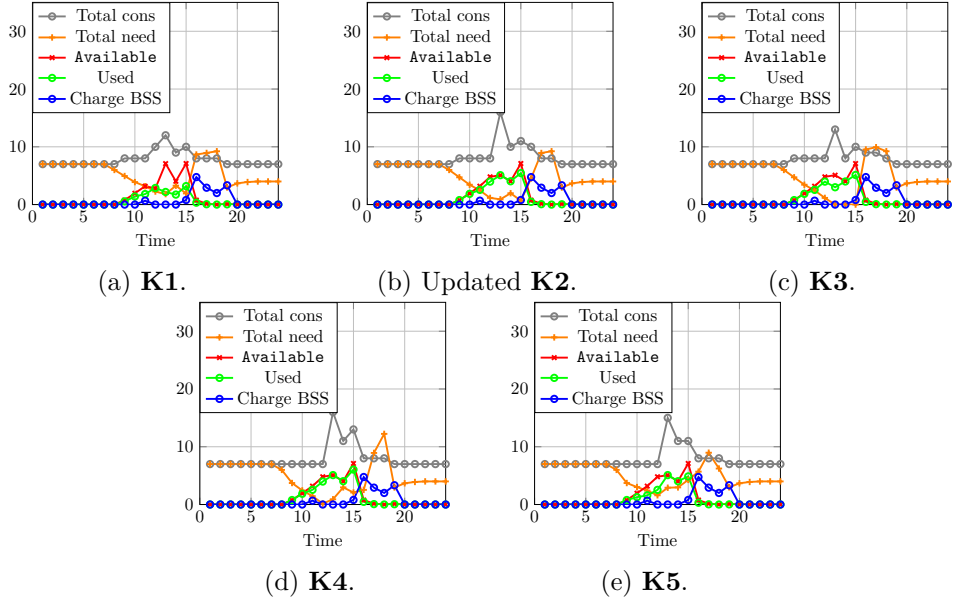 30
20
10
0
0
5
10
15
20
Total cons
Total need
Available
Used
Charge BSS
Time
(a) K1.
30
20
10
0
0
5
10
15
20
Total cons
Total need
Available
Used
Charge BSS
Time
(b) Updated K2.
30
20
10
0
0
5
10
15
20
Total cons
Total need
Available
Used
Charge BSS
Time
(c) K3.
30
20
10
0
0
5
10
15
20
Total cons
Total need
Available
Used
Charge BSS
Time
(d) K4.
30
20
10
0
0
5
10
15
20
Total cons
Total need
Available
Used
Charge BSS
Time
(e) K5.